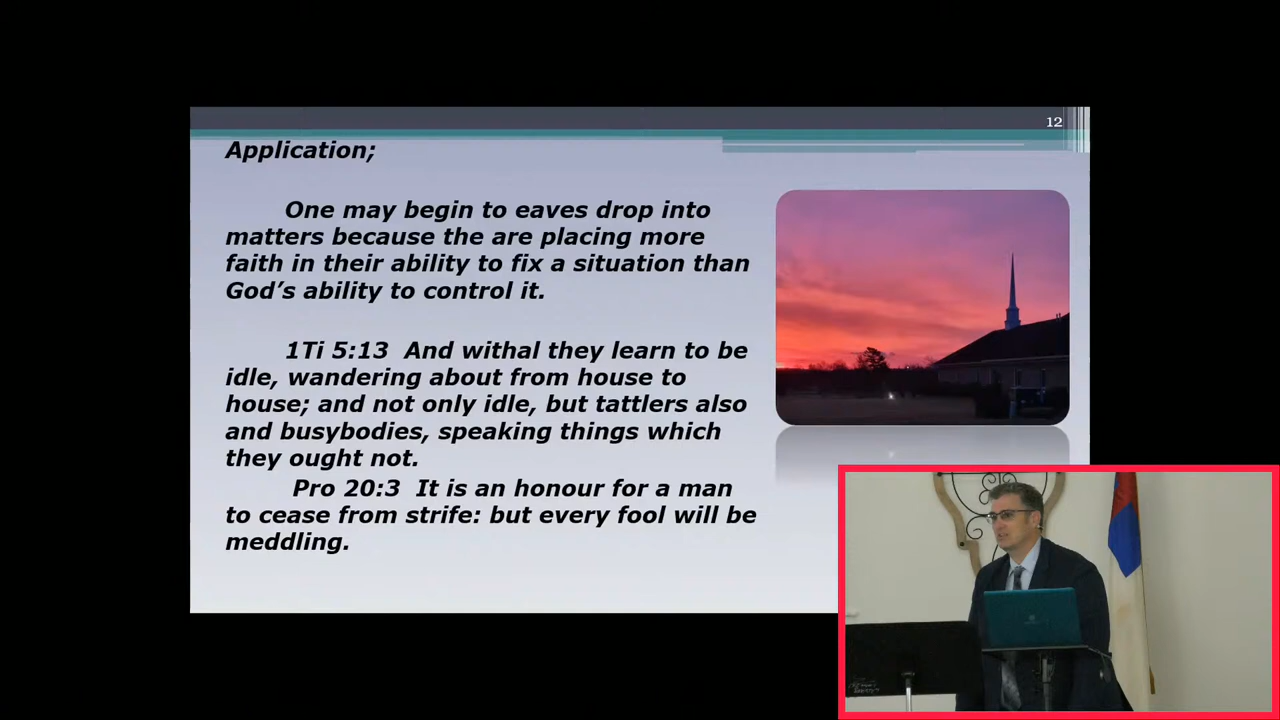 12
Application;
One may begin to eaves drop into
matters because the are placing more
faith in their ability to fix a situation than
God's ability to control it.
1Ti 5:13 And withal they learn to be
idle, wandering about from house to
house; and not only idle, but tattlers also
and busybodies, speaking things which
they ought not.
Pro 20:3 It is an honour for a man
to cease from strife: but every fool will be
meddling.